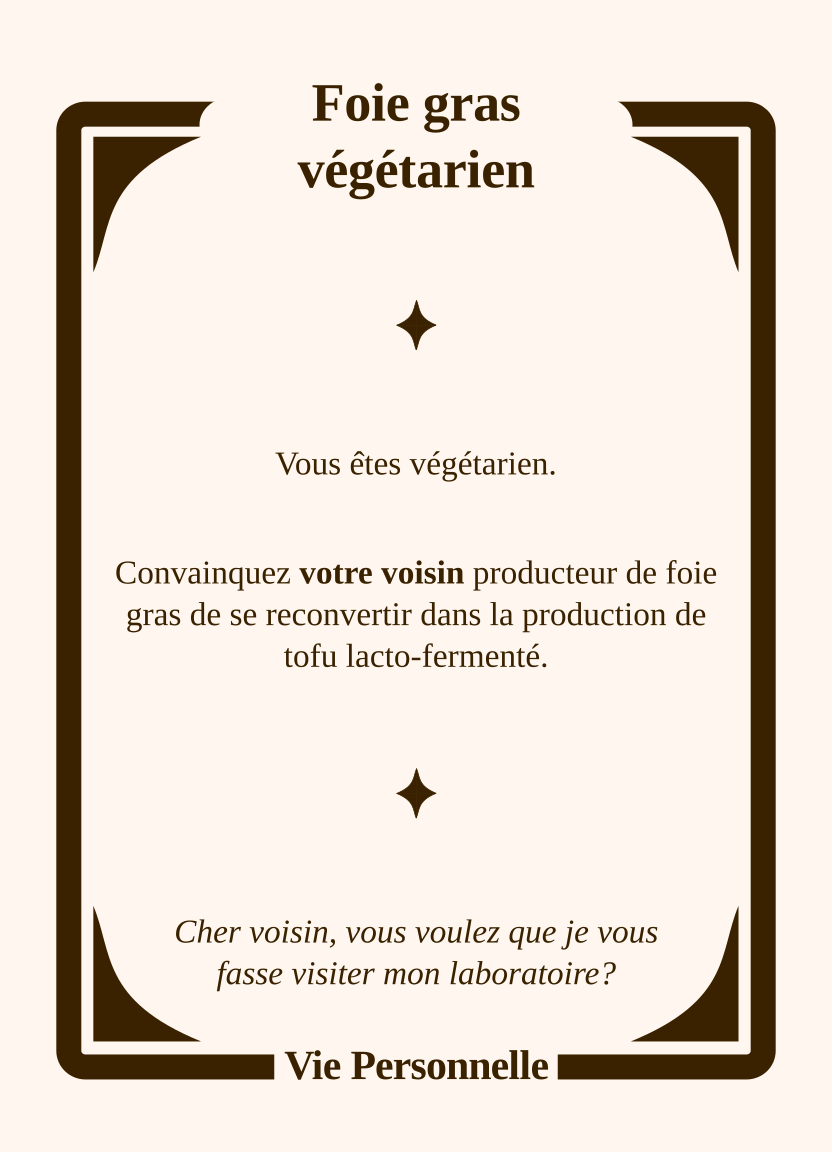 Foie gras
végétarien
Vous êtes végétarien.
Convainquez votre voisin producteur de foie
gras de se reconvertir dans la production de
tofu lacto-fermenté.
Cher voisin, vous voulez que je vous
fasse visiter mon laboratoire?
Vie Personnelle